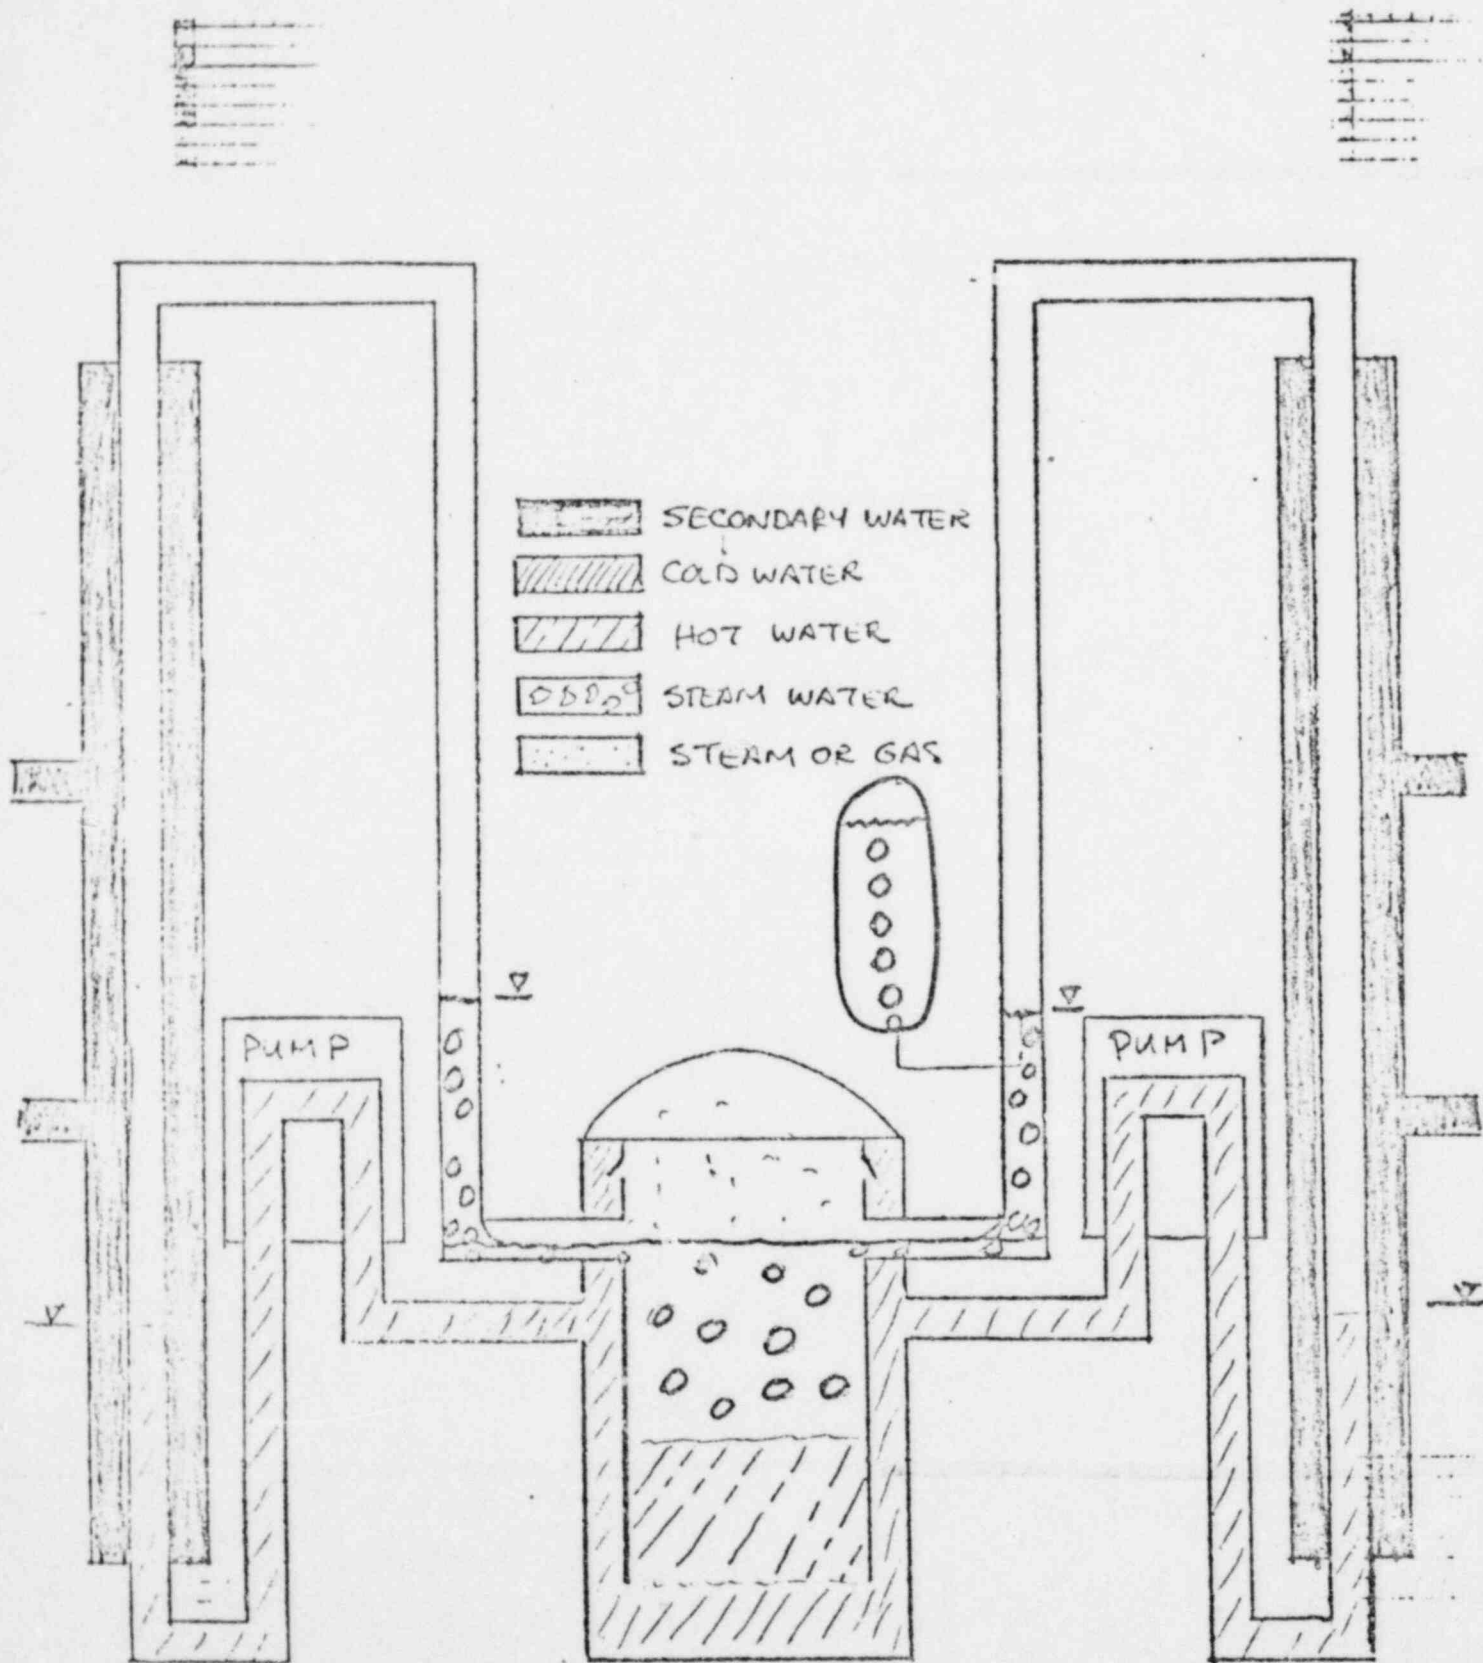 SECONDARY WATER
COLD WATER
HOT WATER
STEAM WATER
STEAM OR GAS
PUMP
PUMP